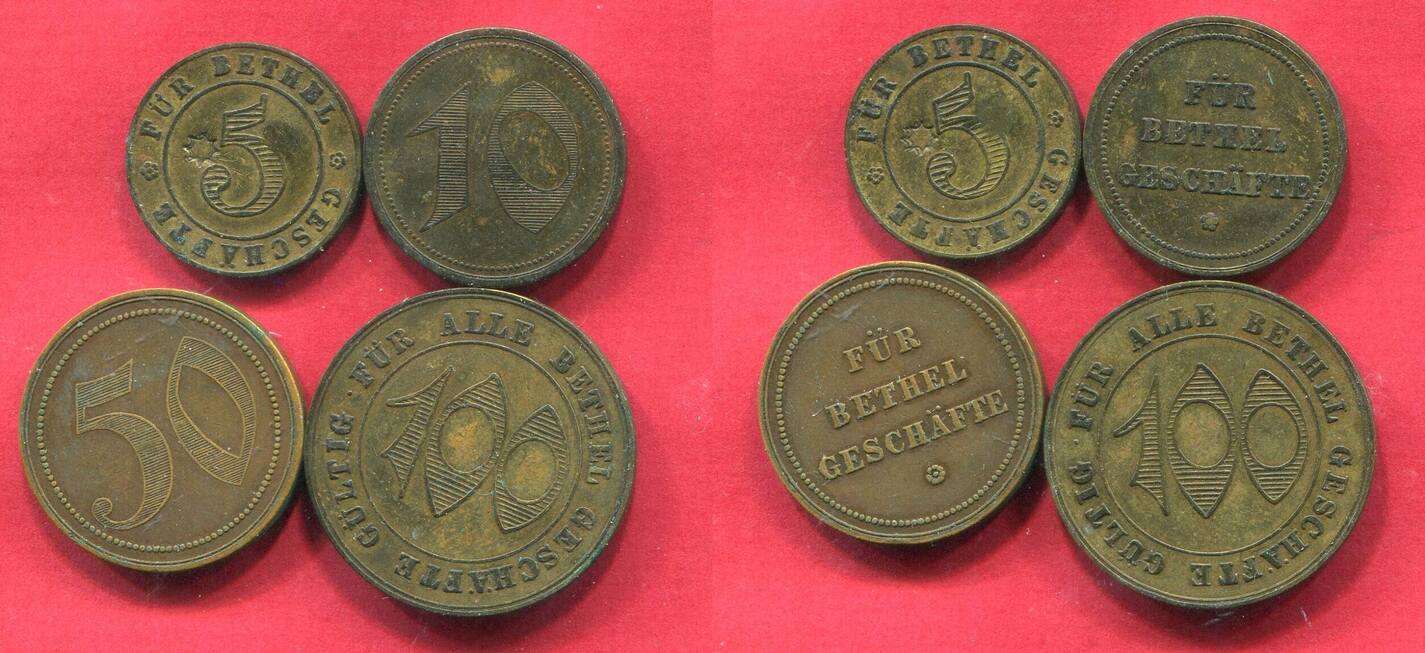 FÜR BETHEL GESCHÄFTE
5
10
50
FÜR ALLE BETHEL GESCHÄFTE GÜLTIG ·
100
FÜR BETHEL GESCHÄFTE
5
FÜR
BETHEL
GESCHÄFTE
FÜR
BETHEL
GESCHÄFTE
FÜR ALLE BETHEL GESCHÄFTE GÜLTIG ·
100